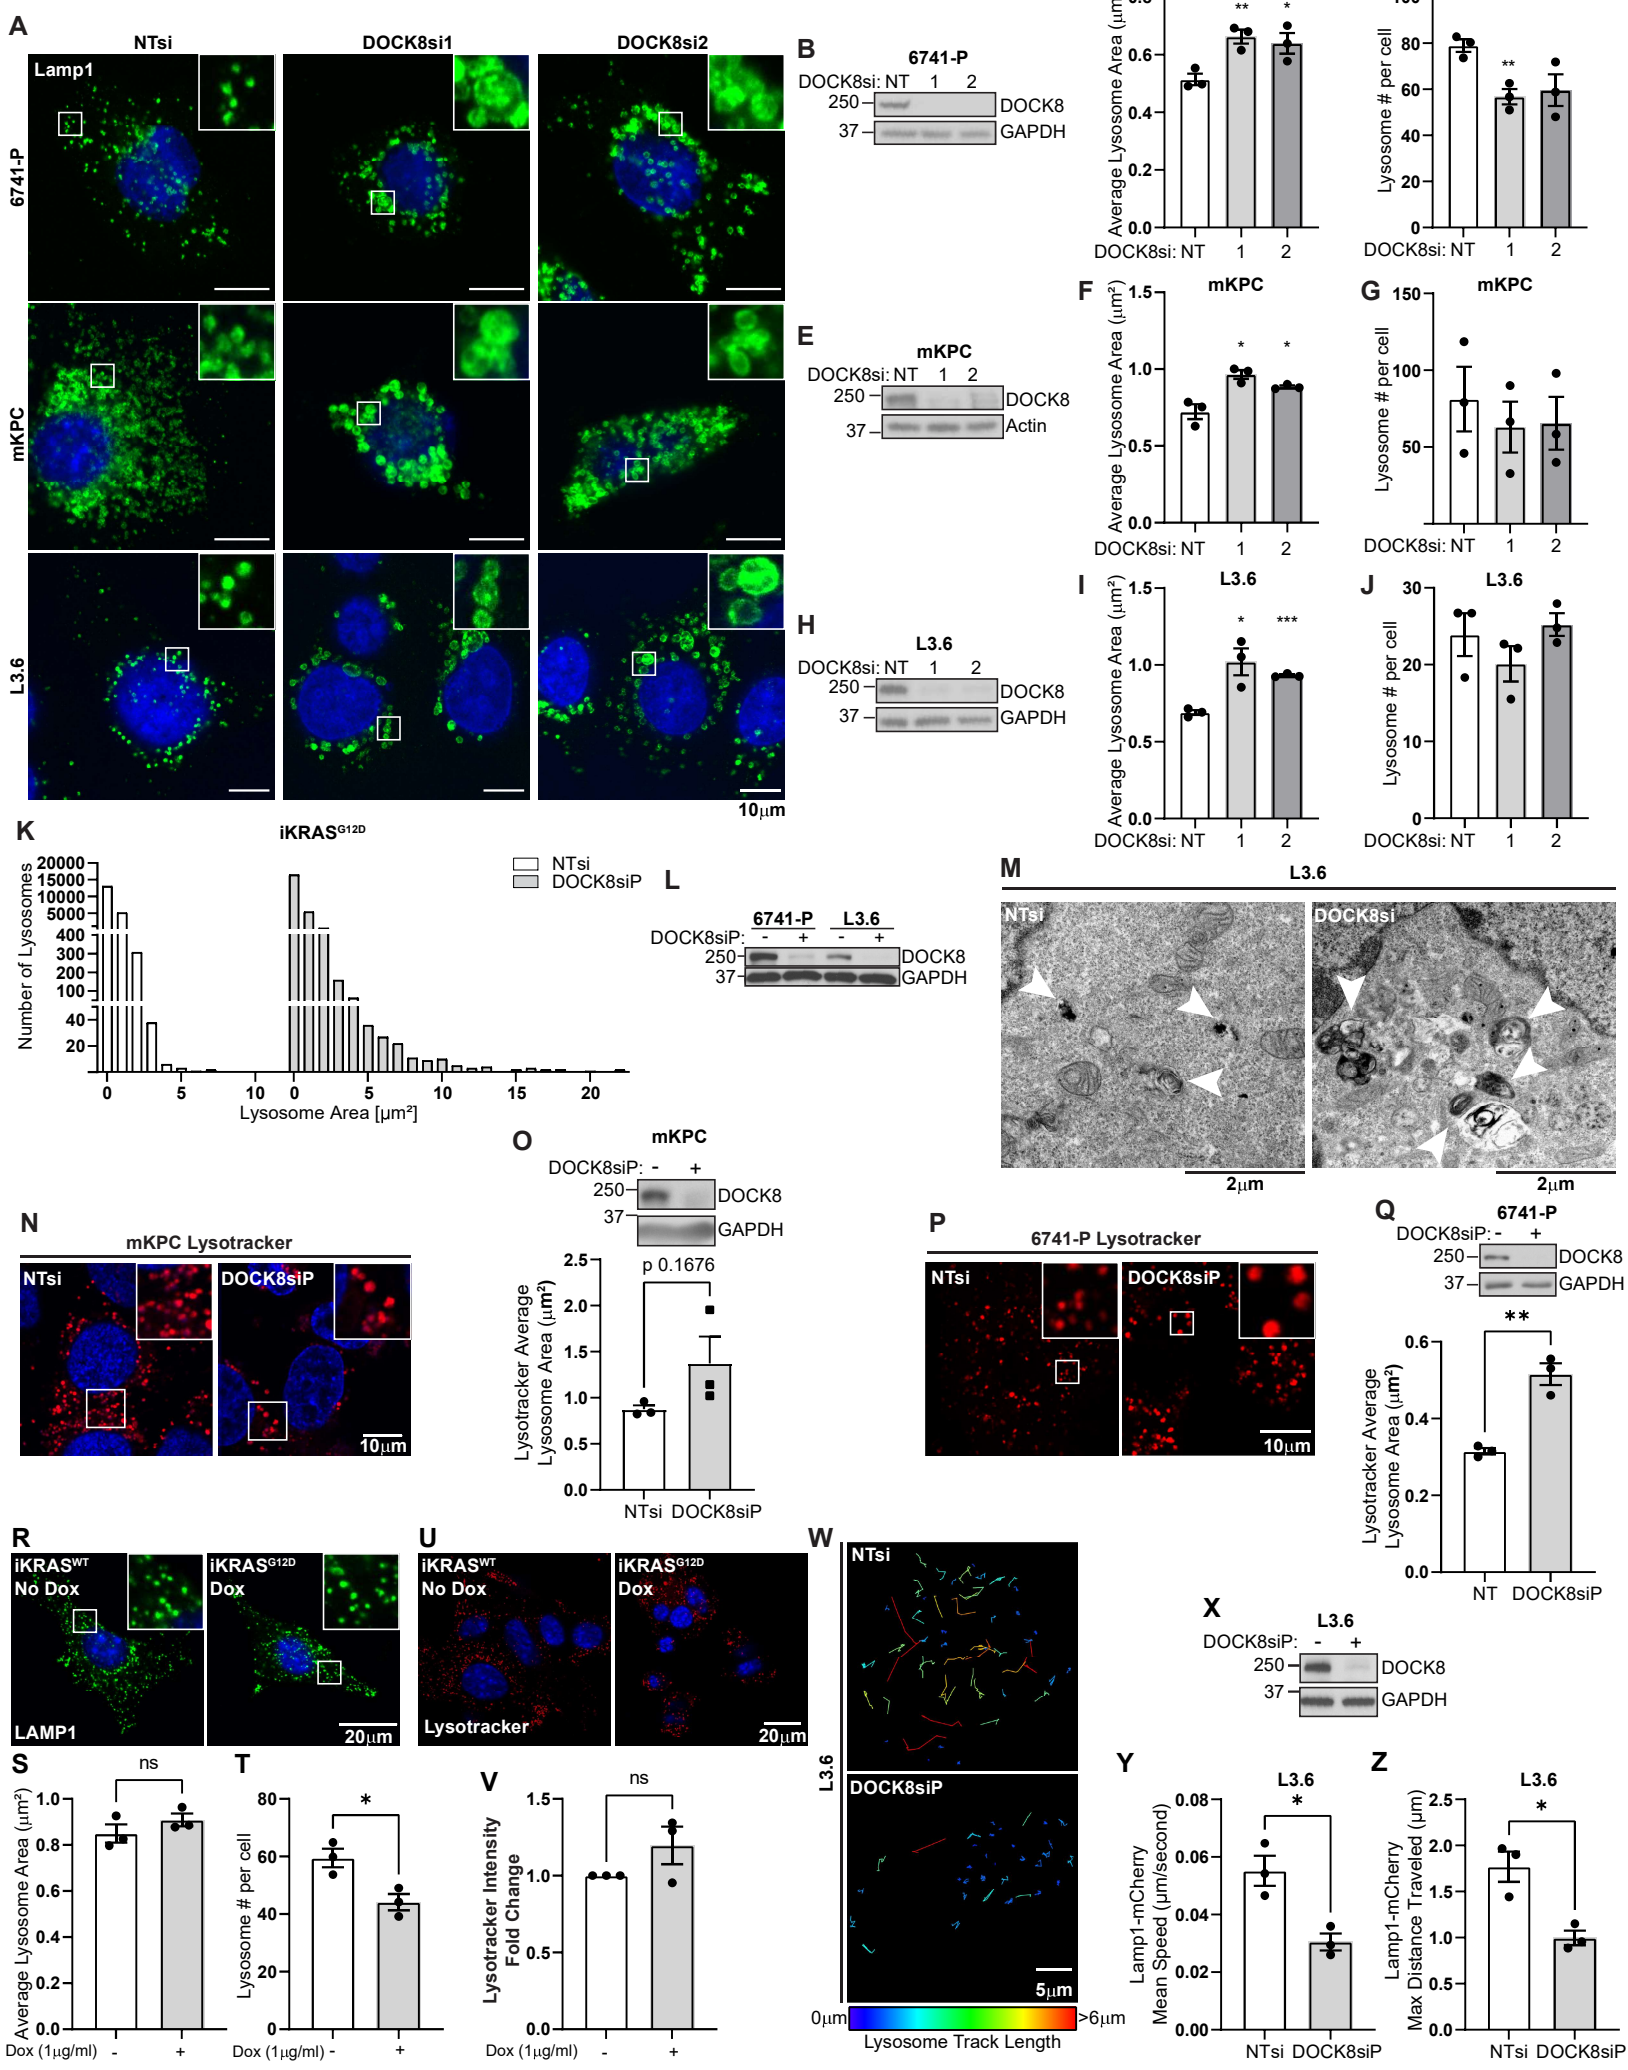 A
NTsi
DOCK8si1
DOCK8si2
Lamp1
6741-P
mKPC
L3.6
10µm
B
6741-P
DOCK8si: NT 1 2
250
DOCK8
37
GAPDH
Average Lysosome Area (µm
0.6
0.4
0.2
0.0
** *
DOCK8si: NT 1 2
Lysosome # per cell
80
60
40
20
0
**
DOCK8si: NT 1 2
E
mKPC
DOCK8si: NT 1 2
250
DOCK8
37
Actin
F
mKPC
Average Lysosome Area (µm²)
1.5
1.0
0.5
0.0
* *
DOCK8si: NT 1 2
G
mKPC
Lysosome # per cell
150
100
50
DOCK8si: NT 1 2
H
L3.6
DOCK8si: NT 1 2
250
DOCK8
37
GAPDH
I
L3.6
Average Lysosome Area (µm²)
1.5
1.0
0.5
0.0
* ***
DOCK8si: NT 1 2
J
L3.6
Lysosome # per cell
30
20
10
0
DOCK8si: NT 1 2
K
iKRASG12D
NTsi
DOCK8siP
Number of Lysosomes
20000
15000
10000
5000
400
300
200
100
40
20
0 5 10 0 5 10 15 20
Lysosome Area [µm²]
L
6741-P L3.6
DOCK8siP: - + - +
250
DOCK8
37
GAPDH
M
L3.6
NTsi
DOCK8si
2µm
2µm
N
mKPC Lysotracker
NTsi
DOCK8siP
10µm
O
mKPC
DOCK8siP: - +
250
DOCK8
37
GAPDH
Lysotracker Average
Lysosome Area (µm²)
2.5
2.0
1.5
1.0
0.5
0.0
p 0.1676
NTsi DOCK8siP
P
6741-P Lysotracker
NTsi
DOCK8siP
10µm
Q
6741-P
DOCK8siP: - +
250
DOCK8
37
GAPDH
**
Lysotracker Average
Lysosome Area (µm²)
0.6
0.4
0.2
0.0
NT DOCK8siP
R
iKRASWT
No Dox
iKRASG12D
Dox
LAMP1
20µm
S
ns
Average Lysosome Area (µm²)
1.0
0.8
0.6
0.4
0.2
0.0
Dox (1µg/ml) - +
T
*
Lysosome # per cell
80
60
40
20
0
Dox (1µg/ml) - +
U
iKRASWT
No Dox
iKRASG12D
Dox
Lysotracker
20µm
V
ns
Lysotracker Intensity
Fold Change
1.5
1.0
0.5
0.0
Dox (1µg/ml) - +
W
L3.6
NTsi
DOCK8siP
5µm
0µm >6µm
Lysosome Track Length
X
L3.6
DOCK8siP: - +
250
DOCK8
37
GAPDH
Y
L3.6
*
Lamp1-mCherry
Mean Speed (µm/second)
0.08
0.06
0.04
0.02
0.00
NTsi DOCK8siP
Z
L3.6
*
Lamp1-mCherry
Max Distance Traveled (µm)
2.5
2.0
1.5
1.0
0.5
0.0
NTsi DOCK8siP